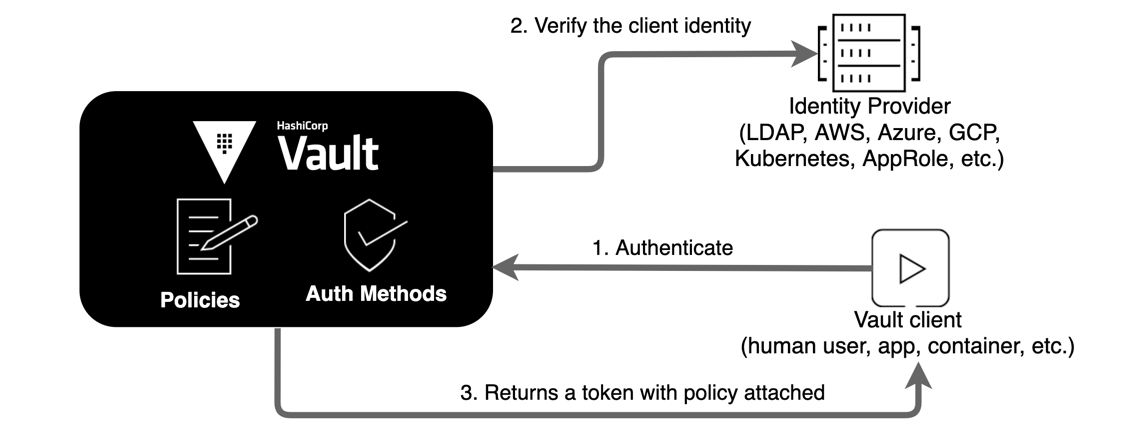 2. Verify the client identity
Identity Provider
(LDAP, AWS, Azure, GCP,
Kubernetes, AppRole, etc.)
HashiCorp
Vault
Policies
Auth Methods
1. Authenticate
Vault client
(human user, app, container, etc.)
3. Returns a token with policy attached